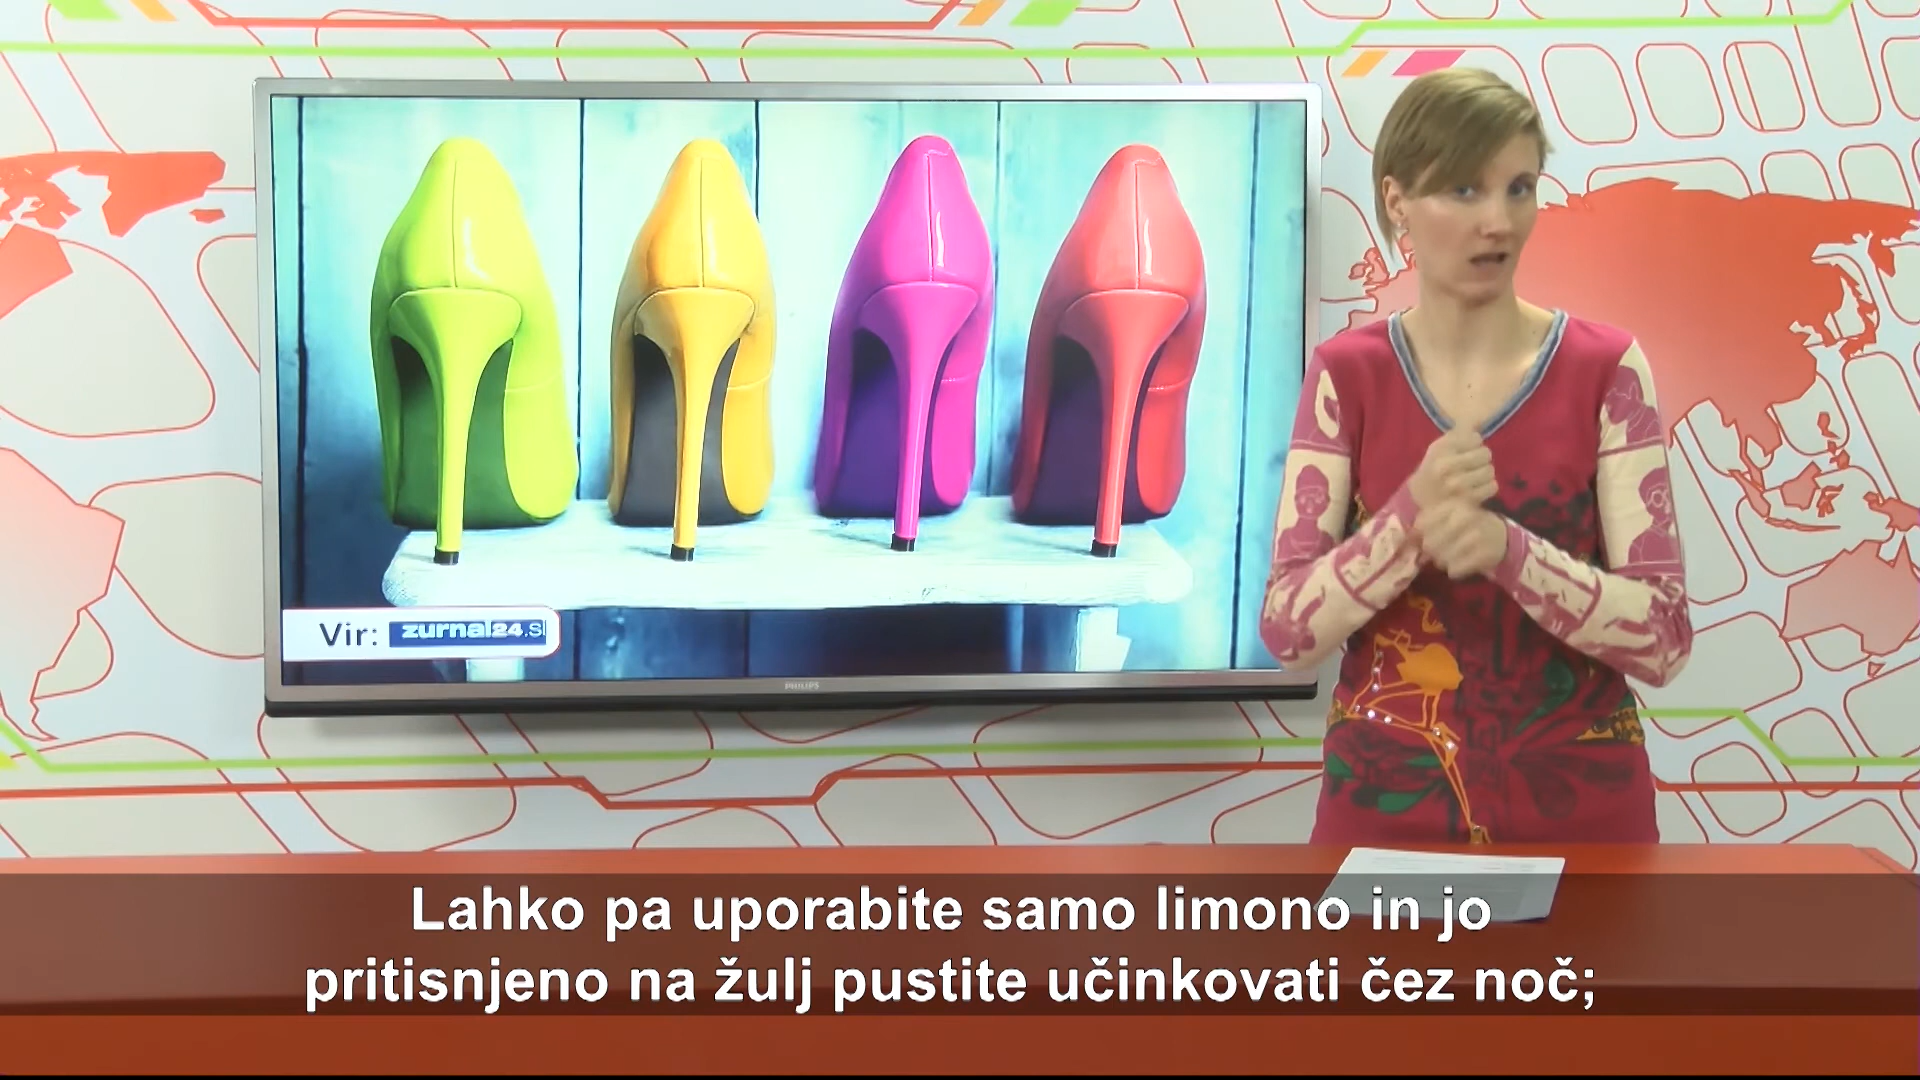 Vir: zurnal24.si
PHILIPS
Lahko pa uporabite samo limono in jo
pritisnjeno na žulj pustite učinkovati čez noč;